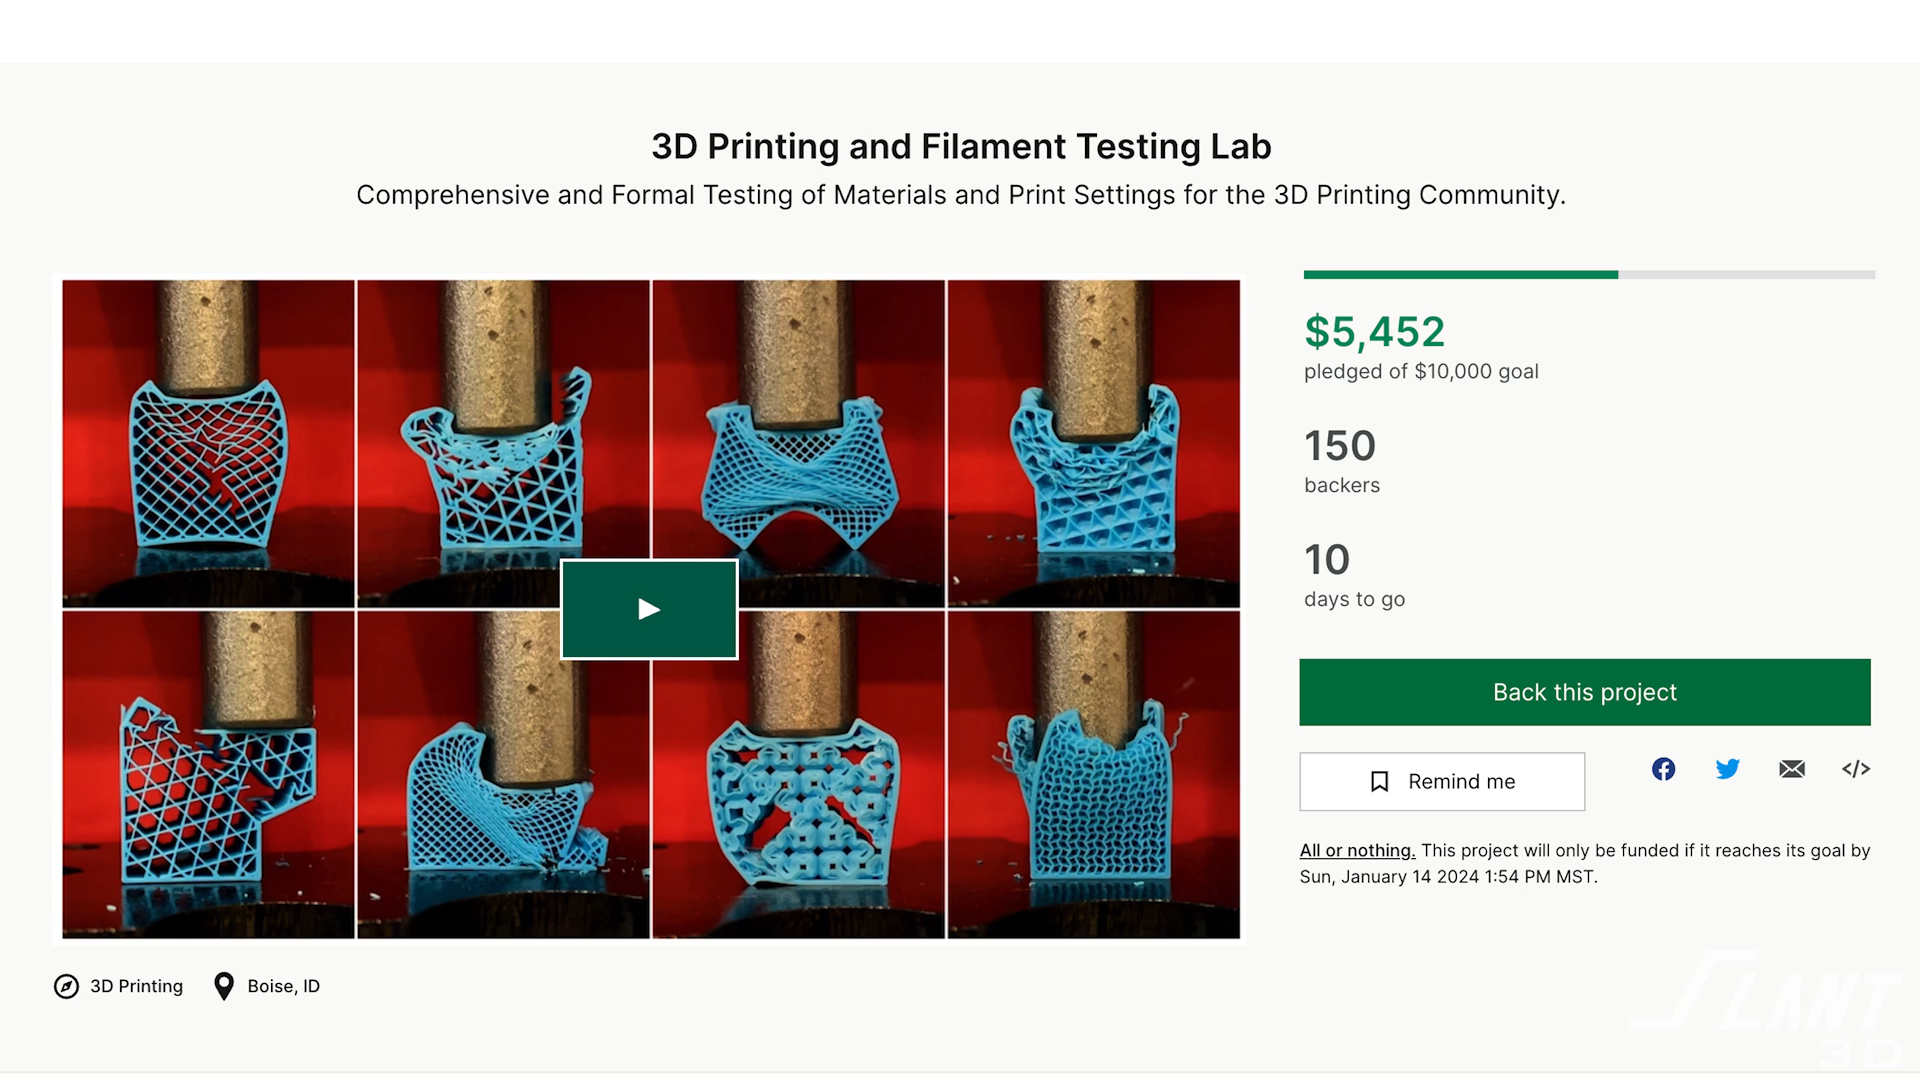 3D Printing and Filament Testing Lab
Comprehensive and Formal Testing of Materials and Print Settings for the 3D Printing Community.
$5,452
pledged of $10,000 goal
150
backers
10
days to go
Back this project
Remind me
All or nothing. This project will only be funded if it reaches its goal by
Sun, January 14 2024 1:54 PM MST.
3D Printing
Boise, ID
SLANT
3D